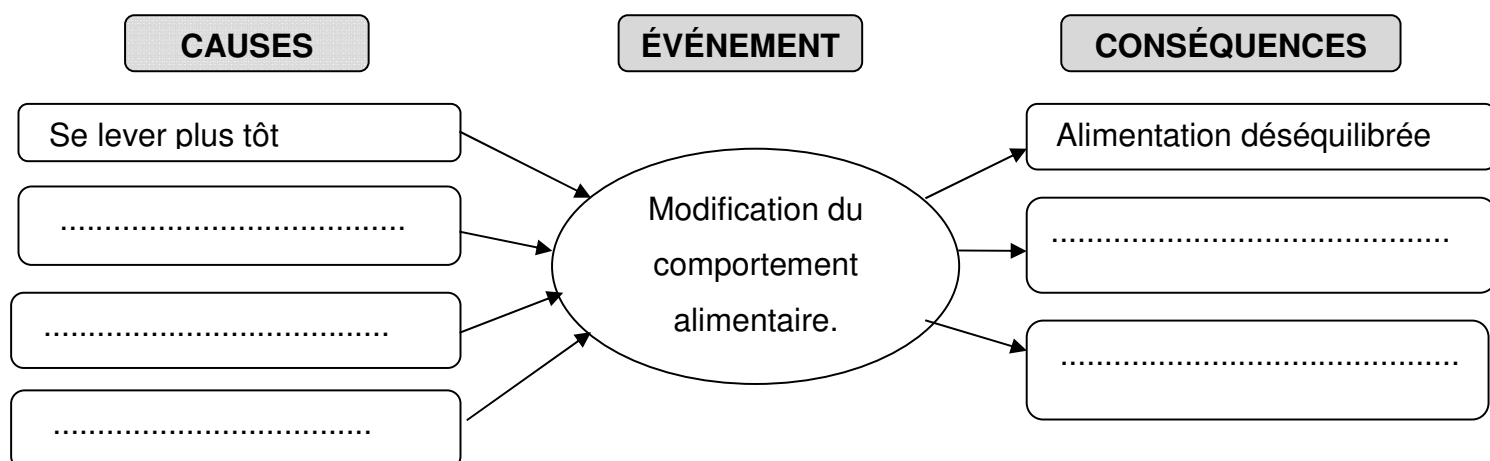 CAUSES
ÉVÉNEMENT
CONSÉQUENCES
Se lever plus tôt
.......................................
.......................................
....................................
Modification du
comportement
alimentaire.
Alimentation déséquilibrée
.............................................
.............................................